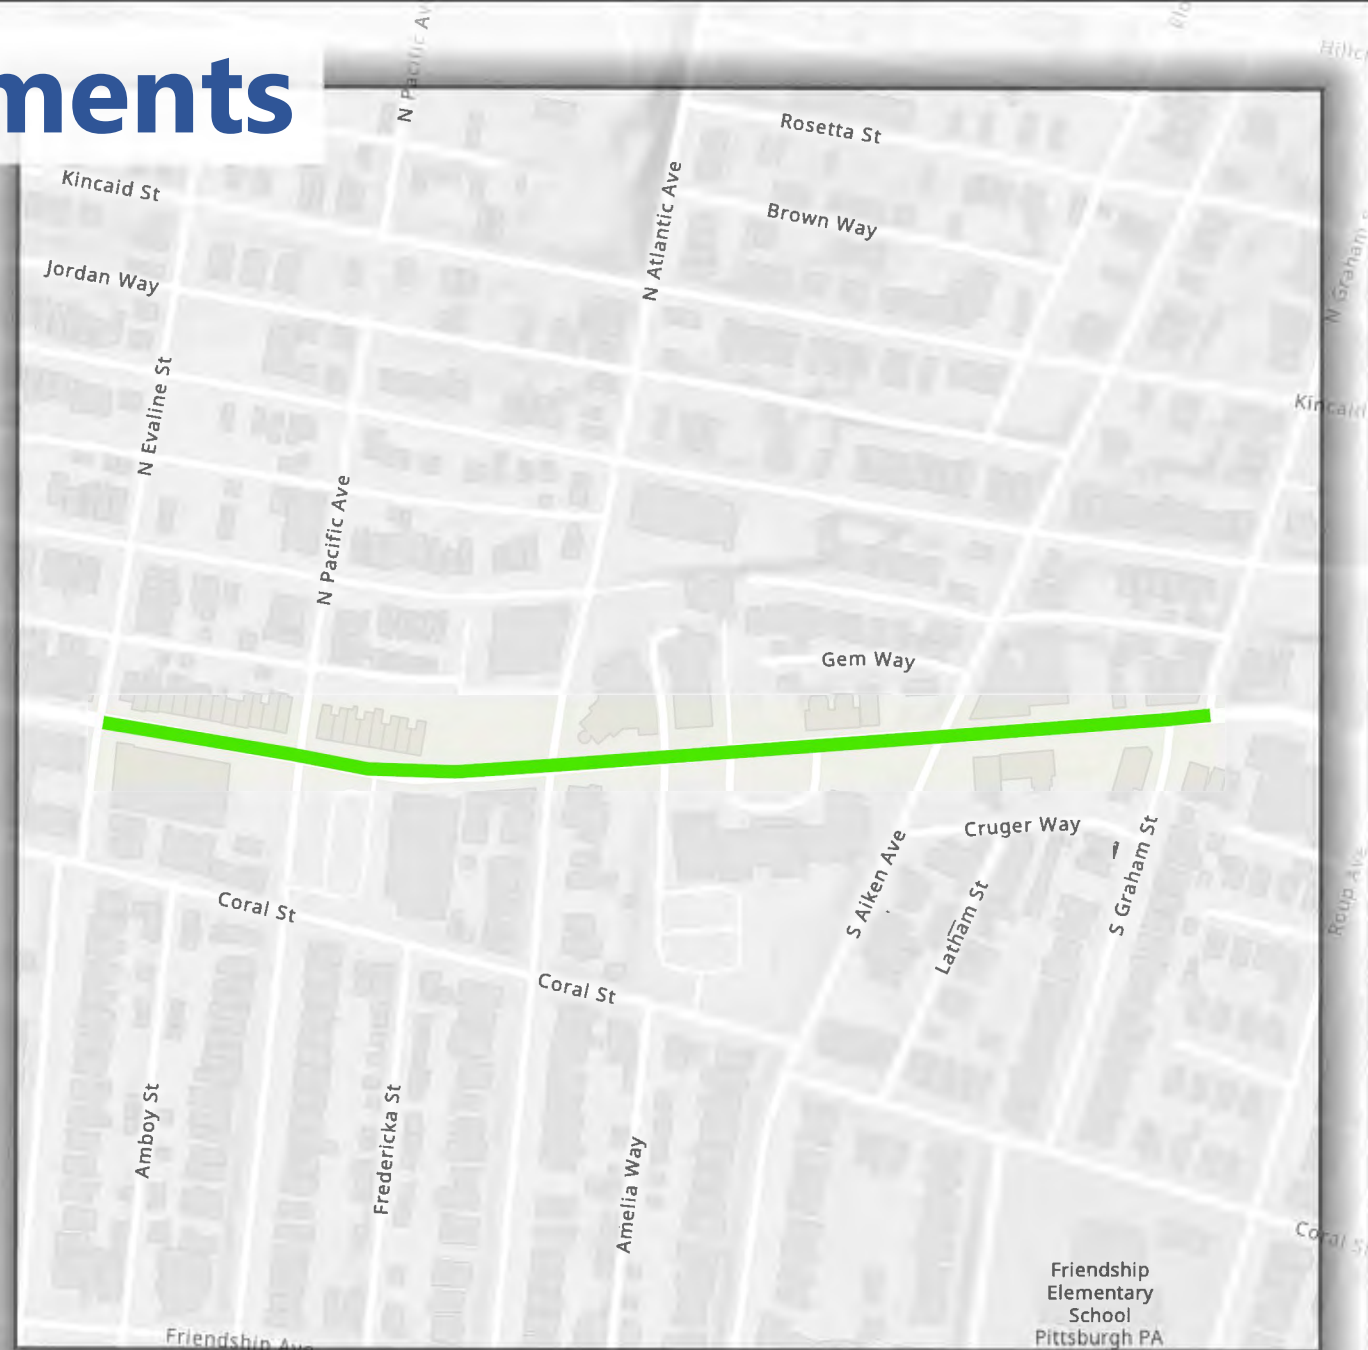 N Pacific Av
Hillcr
ments
Rosetta St
Kincaid St
Brown Way
N Atlantic Ave
Jordan Way
N Graham S
N Evaline St
Kincaid
N Pacific Ave
Gem Way
Cruger Way
S Aiken Ave
S Graham St
Latham St
Roup Ave
Coral St
Coral St
Amboy St
Fredericka St
Amelia Way
Coral St
Friendship
Elementary
School
Pittsburgh PA
Friendship Ave